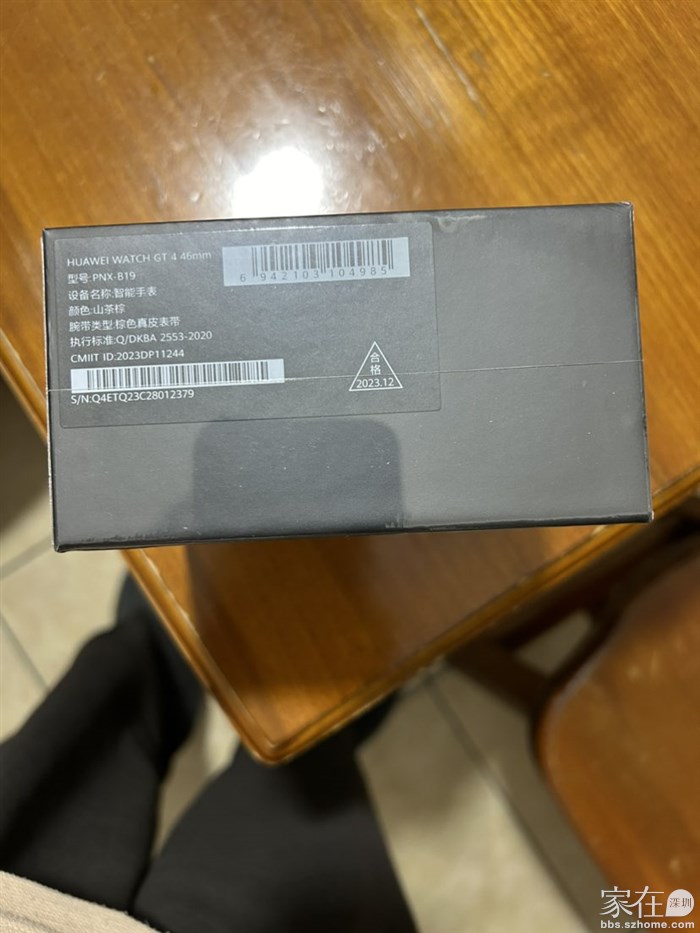 HUAWEI WATCH GT 4 46mm
型号:PNX-B19
设备名称:智能手表
颜色:山茶棕
腕带类型:棕色真皮表带
执行标准:Q/DKBA 2553-2020
CMIIT ID:2023DP11244
S/N:Q4ETQ23C28012379
6 942103 104985
合
格
2023.12
家在深圳
bbs.szhome.com